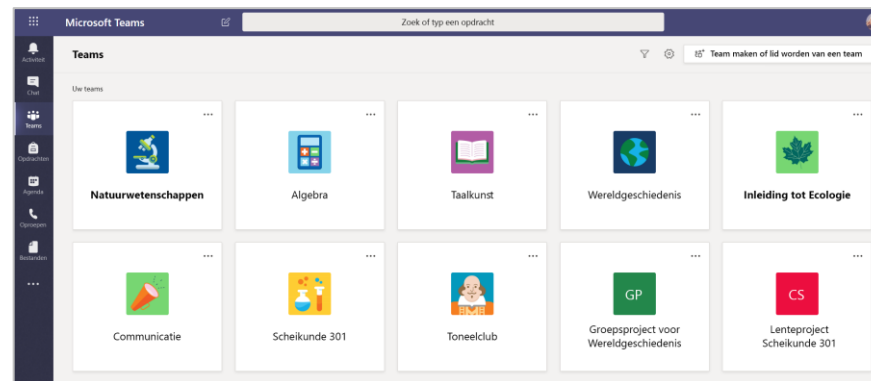 Microsoft Teams
Zoek of typ een opdracht
Activiteit
Chat
Teams
Opdrachten
Agenda
Oproepen
Bestanden
Teams
Team maken of lid worden van een team
Uw teams
Natuurwetenschappen
Algebra
Taalkunst
Wereldgeschiedenis
Inleiding tot Ecologie
Communicatie
Scheikunde 301
Toneelclub
GP
Groepsproject voor
Wereldgeschiedenis
CS
Lenteproject
Scheikunde 301